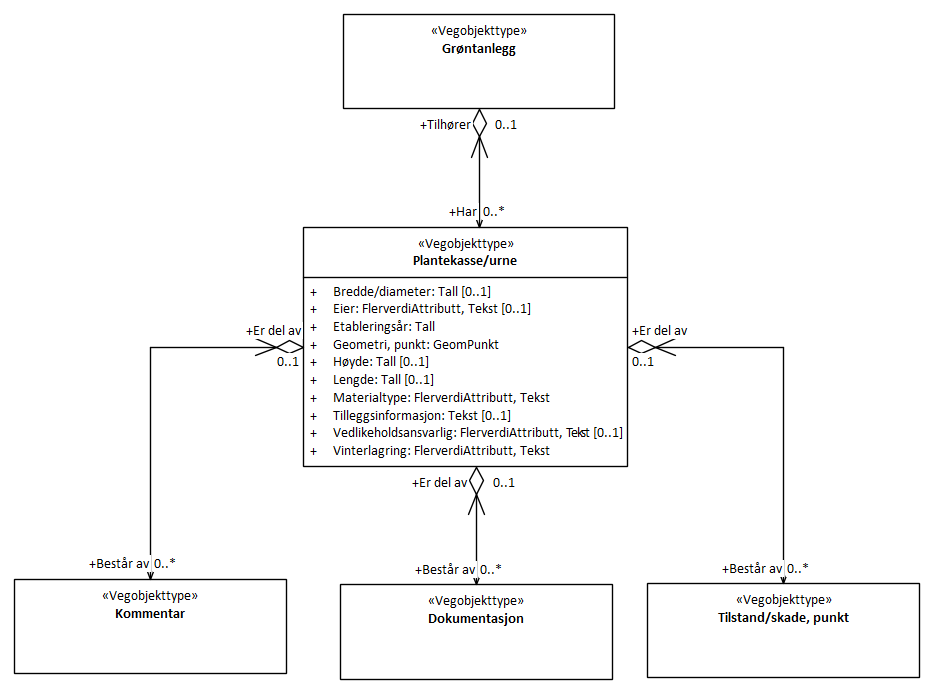 «Vegobjekttype»
Grøntanlegg
+Tilhører 0..1
+Har 0..*
«Vegobjekttype»
Plantekasse/urne
+ Bredde/diameter: Tall [0..1]
+ Eier: FlerverdiAttributt, Tekst [0..1]
+ Etableringsår: Tall
+ Geometri, punkt: GeomPunkt
+ Høyde: Tall [0..1]
+ Lengde: Tall [0..1]
+ Materialtype: FlerverdiAttributt, Tekst
+ Tilleggsinformasjon: Tekst [0..1]
+ Vedlikeholdsansvarlig: FlerverdiAttributt, Tekst [0..1]
+ Vinterlagring: FlerverdiAttributt, Tekst
+Er del av
0..1
+Er del av
0..1
+Er del av 0..1
+Består av 0..*
+Består av 0..*
+Består av 0..*
«Vegobjekttype»
Kommentar
«Vegobjekttype»
Dokumentasjon
«Vegobjekttype»
Tilstand/skade, punkt